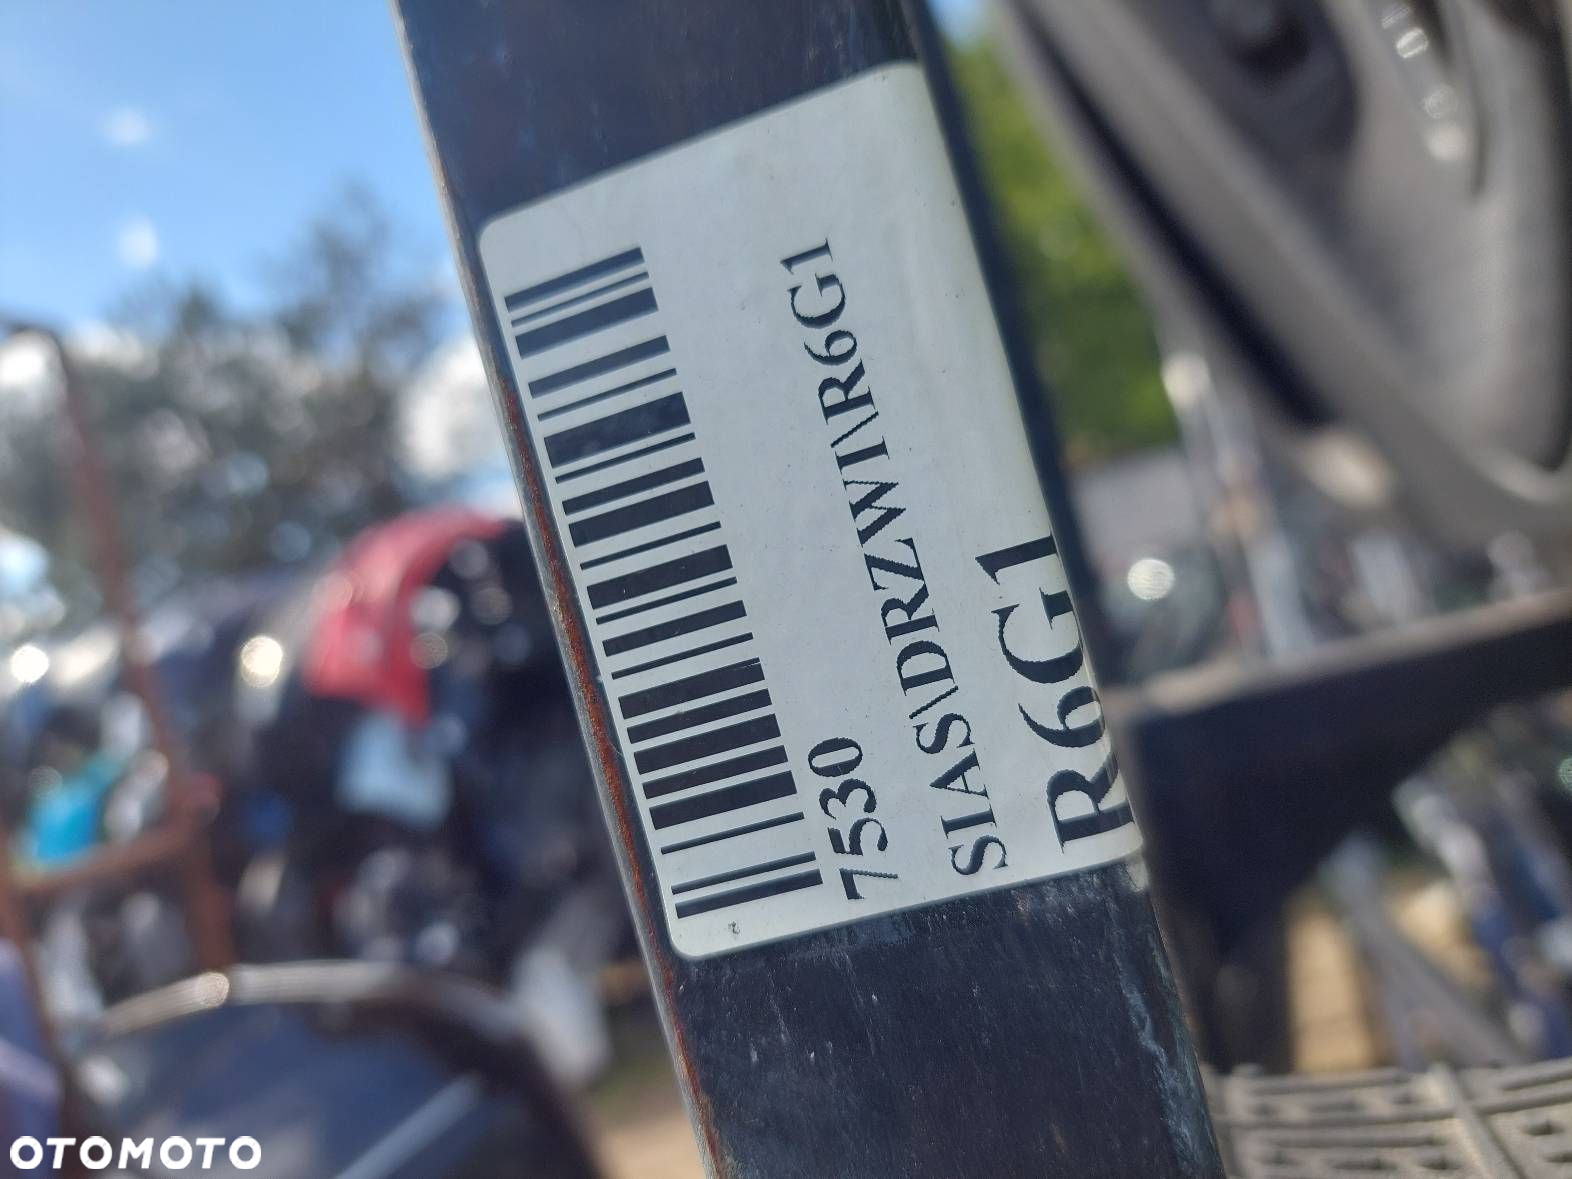 7530
SIAS\DRZWI\R6G1
R6G1
OTOMOTO